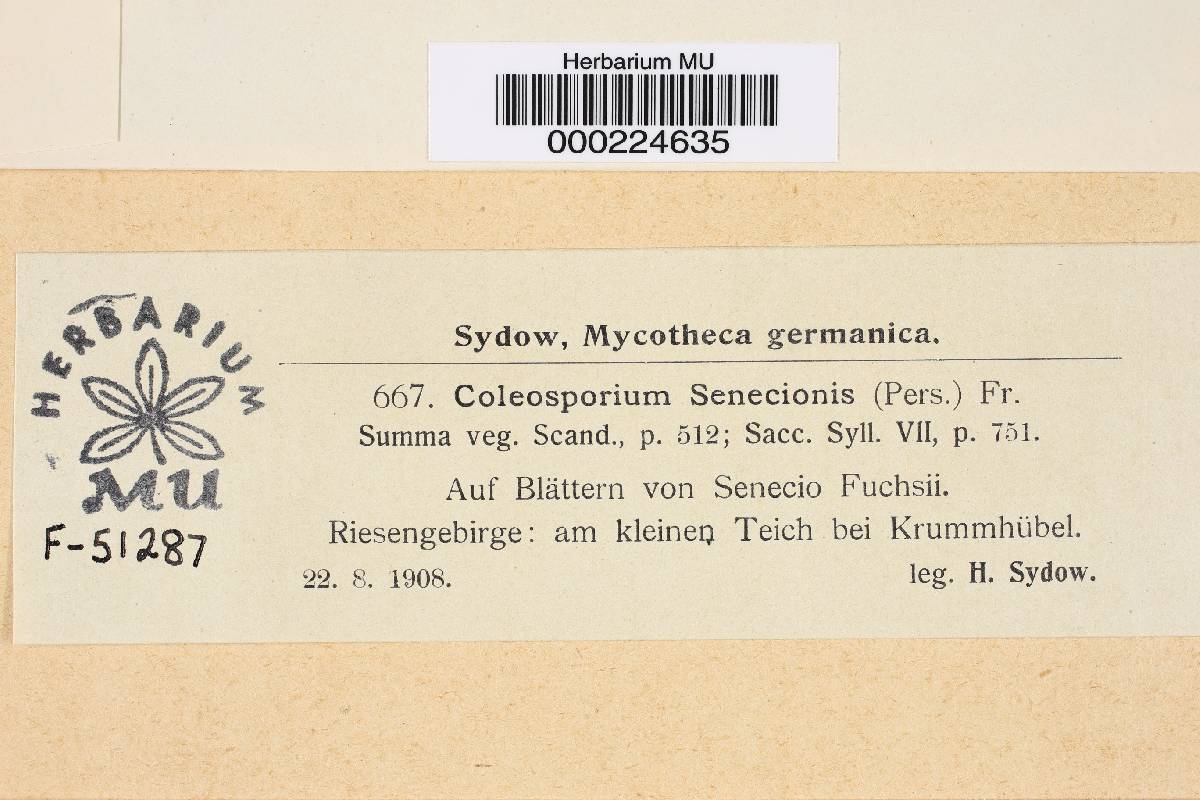 Herbarium MU
000224635
HERBARIUM
MU
F-51287
Sydow, Mycotheca germanica.
667. Coleosporium Senecionis (Pers.) Fr.
Summa veg. Scand., p. 512; Sacc. Syll. VII, p. 751.
Auf Blättern von Senecio Fuchsii.
Riesengebirge: am kleinen Teich bei Krummhübel.
22. 8. 1908. leg. H. Sydow.